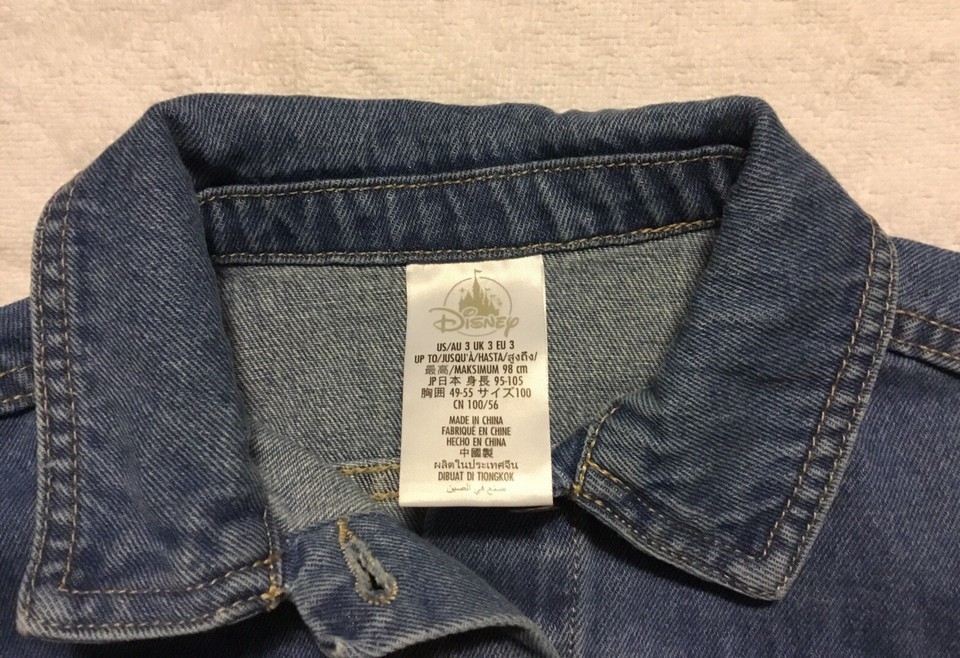 Disney
US/AU 3 UK 3 EU 3
UP TO/JUSQU'À/HASTA/สูงถึง/
最高/MAKSIMUM 98 cm
JP日本 身長 95-105
胸囲 49-55 サイズ100
CN 100/56
MADE IN CHINA
FABRIQUÉ EN CHINE
HECHO EN CHINA
中國製
ผลิตในประเทศจีน
DIBUAT DI TIONGKOK
صنع في الصين